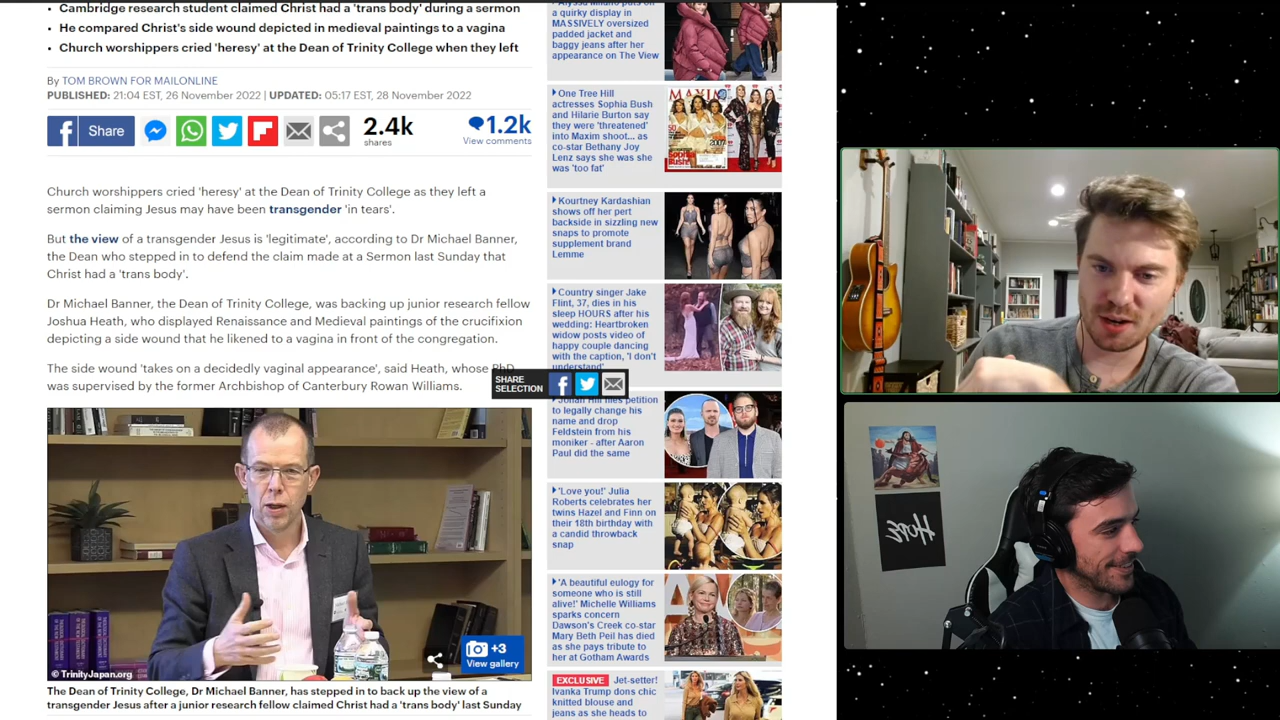 Cambridge research student claimed Christ had a 'trans body' during a sermon
He compared Christ's side wound depicted in medieval paintings to a vagina
Church worshippers cried 'heresy' at the Dean of Trinity College when they left
By TOM BROWN FOR MAILONLINE
PUBLISHED: 21:04 EST, 26 November 2022 | UPDATED: 05:17 EST, 28 November 2022
Share
2.4k
shares
1.2k
View comments
Church worshippers cried 'heresy' at the Dean of Trinity College as they left a
sermon claiming Jesus may have been transgender 'in tears'.
But the view of a transgender Jesus is 'legitimate', according to Dr Michael Banner,
the Dean who stepped in to defend the claim made at a Sermon last Sunday that
Christ had a 'trans body'.
Dr Michael Banner, the Dean of Trinity College, was backing up junior research fellow
Joshua Heath, who displayed Renaissance and Medieval paintings of the crucifixion
depicting a side wound that he likened to a vagina in front of the congregation.
The side wound 'takes on a decidedly vaginal appearance', said Heath, whose PhD
was supervised by the former Archbishop of Canterbury Rowan Williams.
SHARE
SELECTION
© TrinityJapan.org
+3
View gallery
The Dean of Trinity College, Dr Michael Banner, has stepped in to back up the view of a
transgender Jesus after a junior research fellow claimed Christ had a 'trans body' last Sunday
Alyssa Milano puts on
a quirky display in
MASSIVELY oversized
padded jacket and
baggy jeans after her
appearance on The View
One Tree Hill
actresses Sophia Bush
and Hilarie Burton say
they were 'threatened'
into Maxim shoot... as
co-star Bethany Joy
Lenz says she was she
was 'too fat'
MAXIM
Sophia Bush
Kourtney Kardashian
shows off her pert
backside in sizzling new
snaps to promote
supplement brand
Lemme
Country singer Jake
Flint, 37, dies in his
sleep HOURS after his
wedding: Heartbroken
widow posts video of
happy couple dancing
with the caption, 'I don't
understand'
Jonah Hill files petition
to legally change his
name and drop
Feldstein from his
moniker - after Aaron
Paul did the same
'Love you!' Julia
Roberts celebrates her
twins Hazel and Finn on
their 18th birthday with
a candid throwback
snap
'A beautiful eulogy for
someone who is still
alive!' Michelle Williams
sparks concern
Dawson's Creek co-star
Mary Beth Peil has died
as she pays tribute to
her at Gotham Awards
EXCLUSIVE Jet-setter!
Ivanka Trump dons chic
knitted blouse and
jeans as she heads to
HOPE